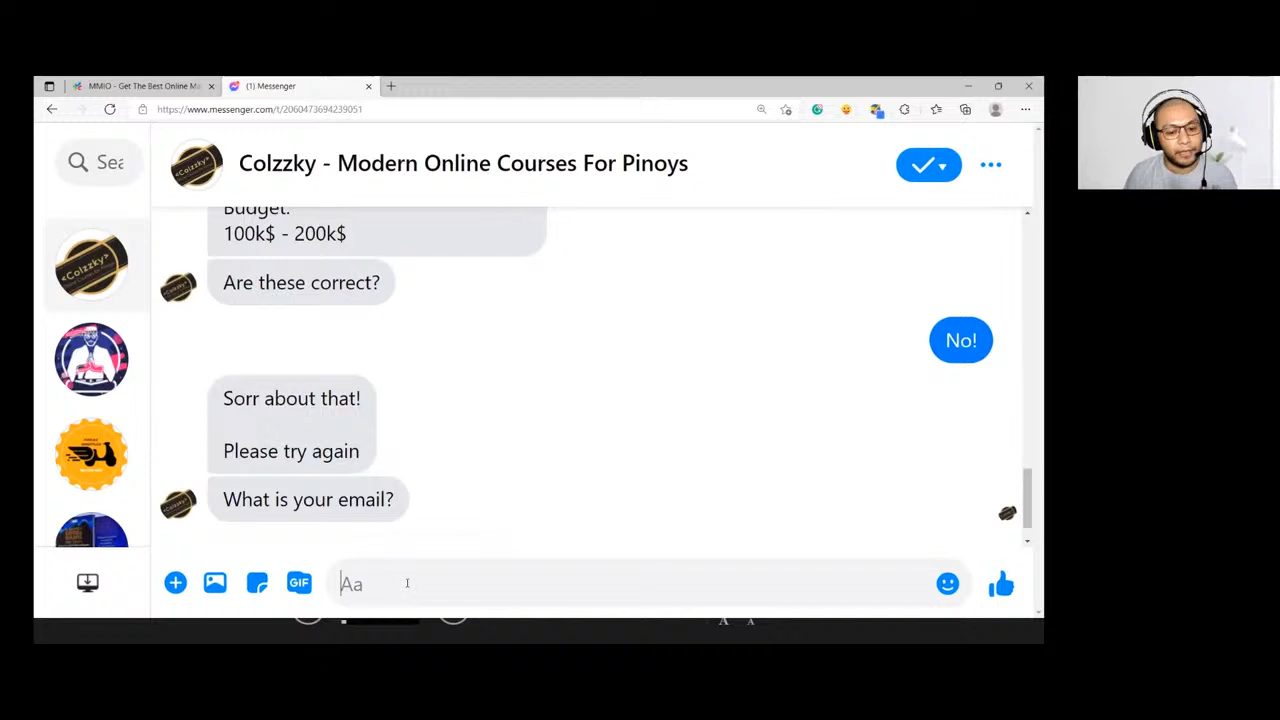 MMIO - Get The Best Online Ma
(1) Messenger
https://www.messenger.com/t/2060473694239051
Sea
<Colzzky>
Colzzky - Modern Online Courses For Pinoys
Budget:
100k$ - 200k$
Are these correct?
No!
Sorr about that!
Please try again
What is your email?
GIF
Aa
A A